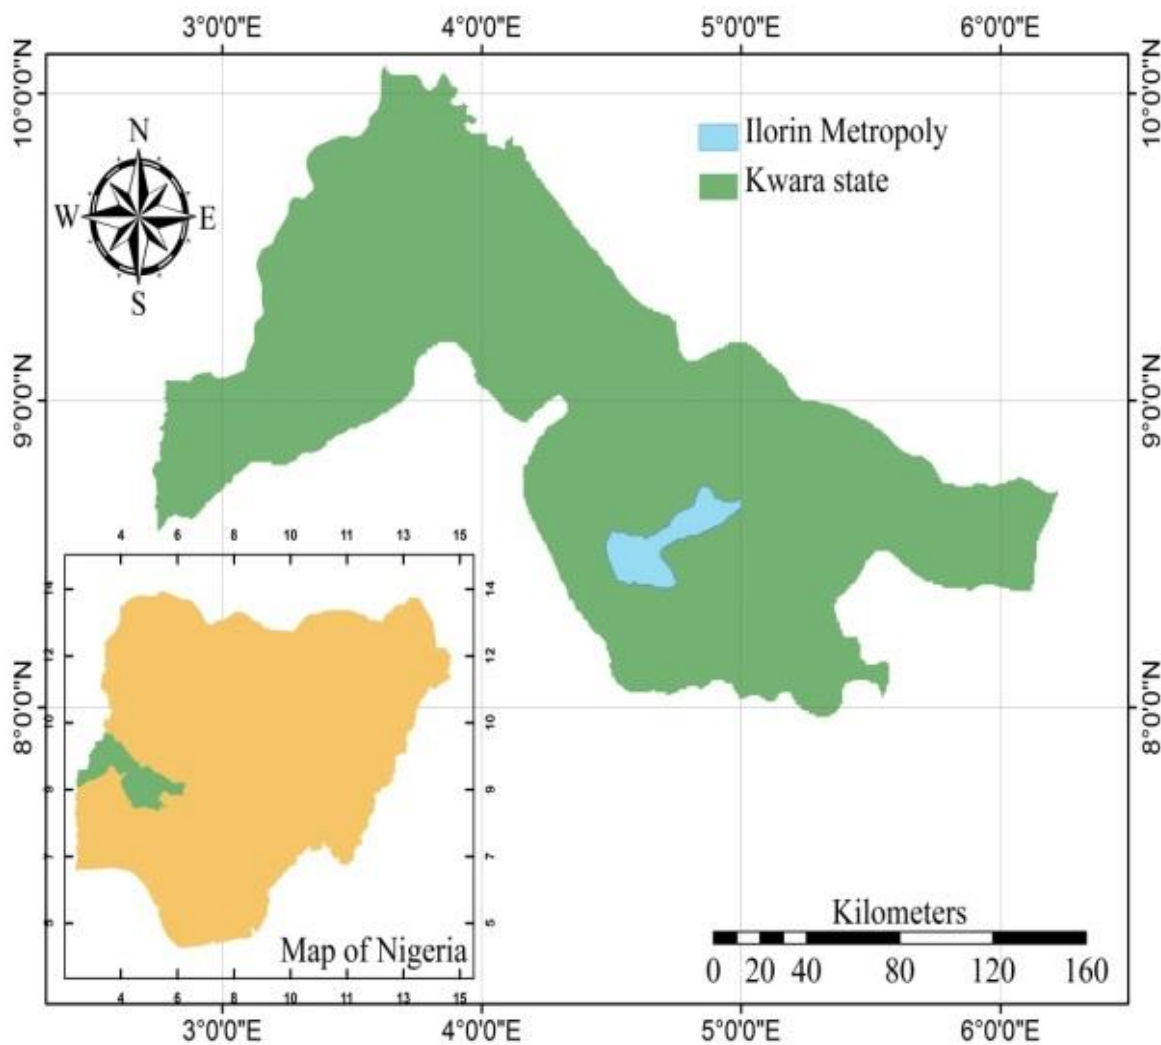 3°0'0"E 4°0'0"E 5°0'0"E 6°0'0"E
10°0'0"N 10°0'0"N
N
W E
S
Ilorin Metropoly
Kwara state
9°0'0"N 9°0'0"N
4 6 8 10 11 13 15
14 14
12 12
8°0'0"N 8°0'0"N
10 10
9 9
7 7
5 5
Map of Nigeria
4 6 8 10 11 13 15
Kilometers
0 20 40 80 120 160
3°0'0"E 4°0'0"E 5°0'0"E 6°0'0"E